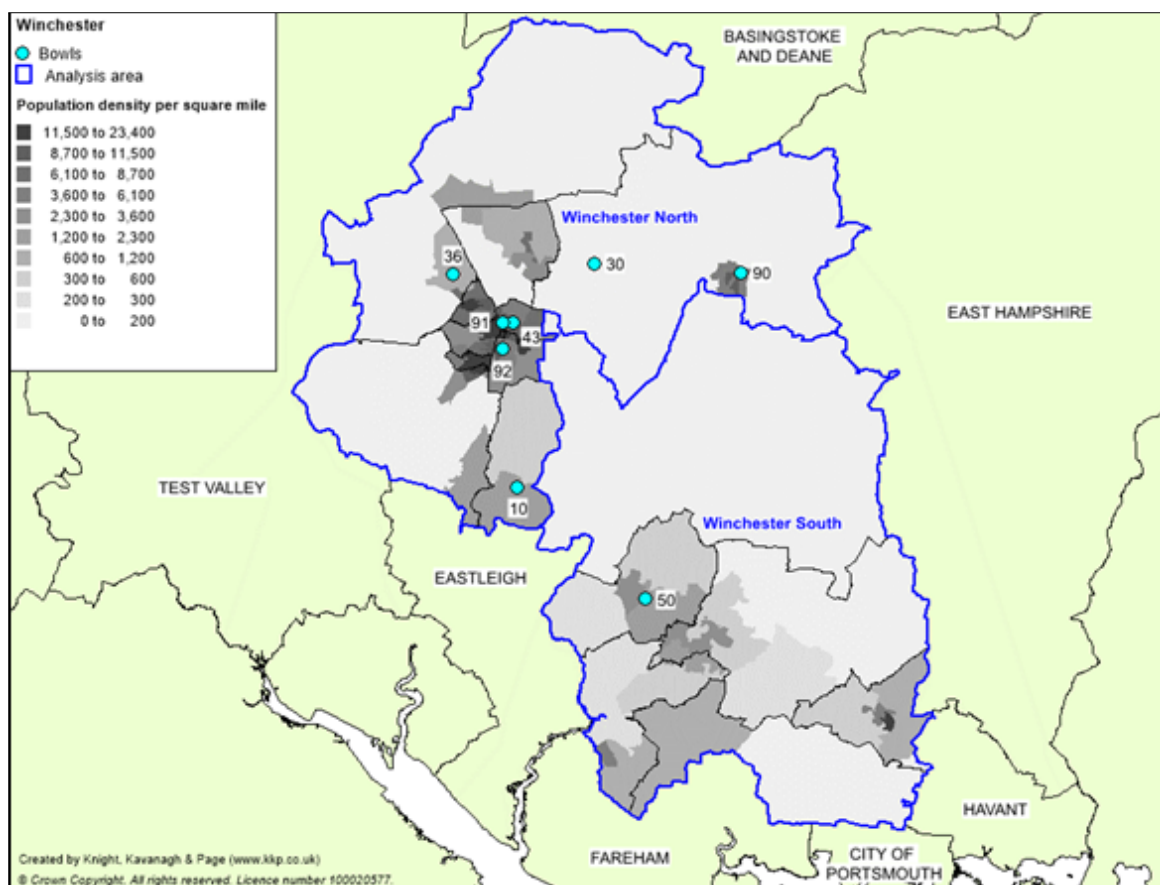 Winchester
Bowls
Analysis area
Population density per square mile
11,500 to 23,400
8,700 to 11,500
6,100 to 8,700
3,600 to 6,100
2,300 to 3,600
1,200 to 2,300
600 to 1,200
300 to 600
200 to 300
0 to 200
BASINGSTOKE
AND DEANE
Winchester North
36
30
90
EAST HAMPSHIRE
91
43
92
TEST VALLEY
10
Winchester South
EASTLEIGH
50
HAVANT
FAREHAM
CITY OF
PORTSMOUTH
Created by Knight, Kavanagh & Page (www.kkp.co.uk)
© Crown Copyright. All rights reserved. Licence number 100020577.